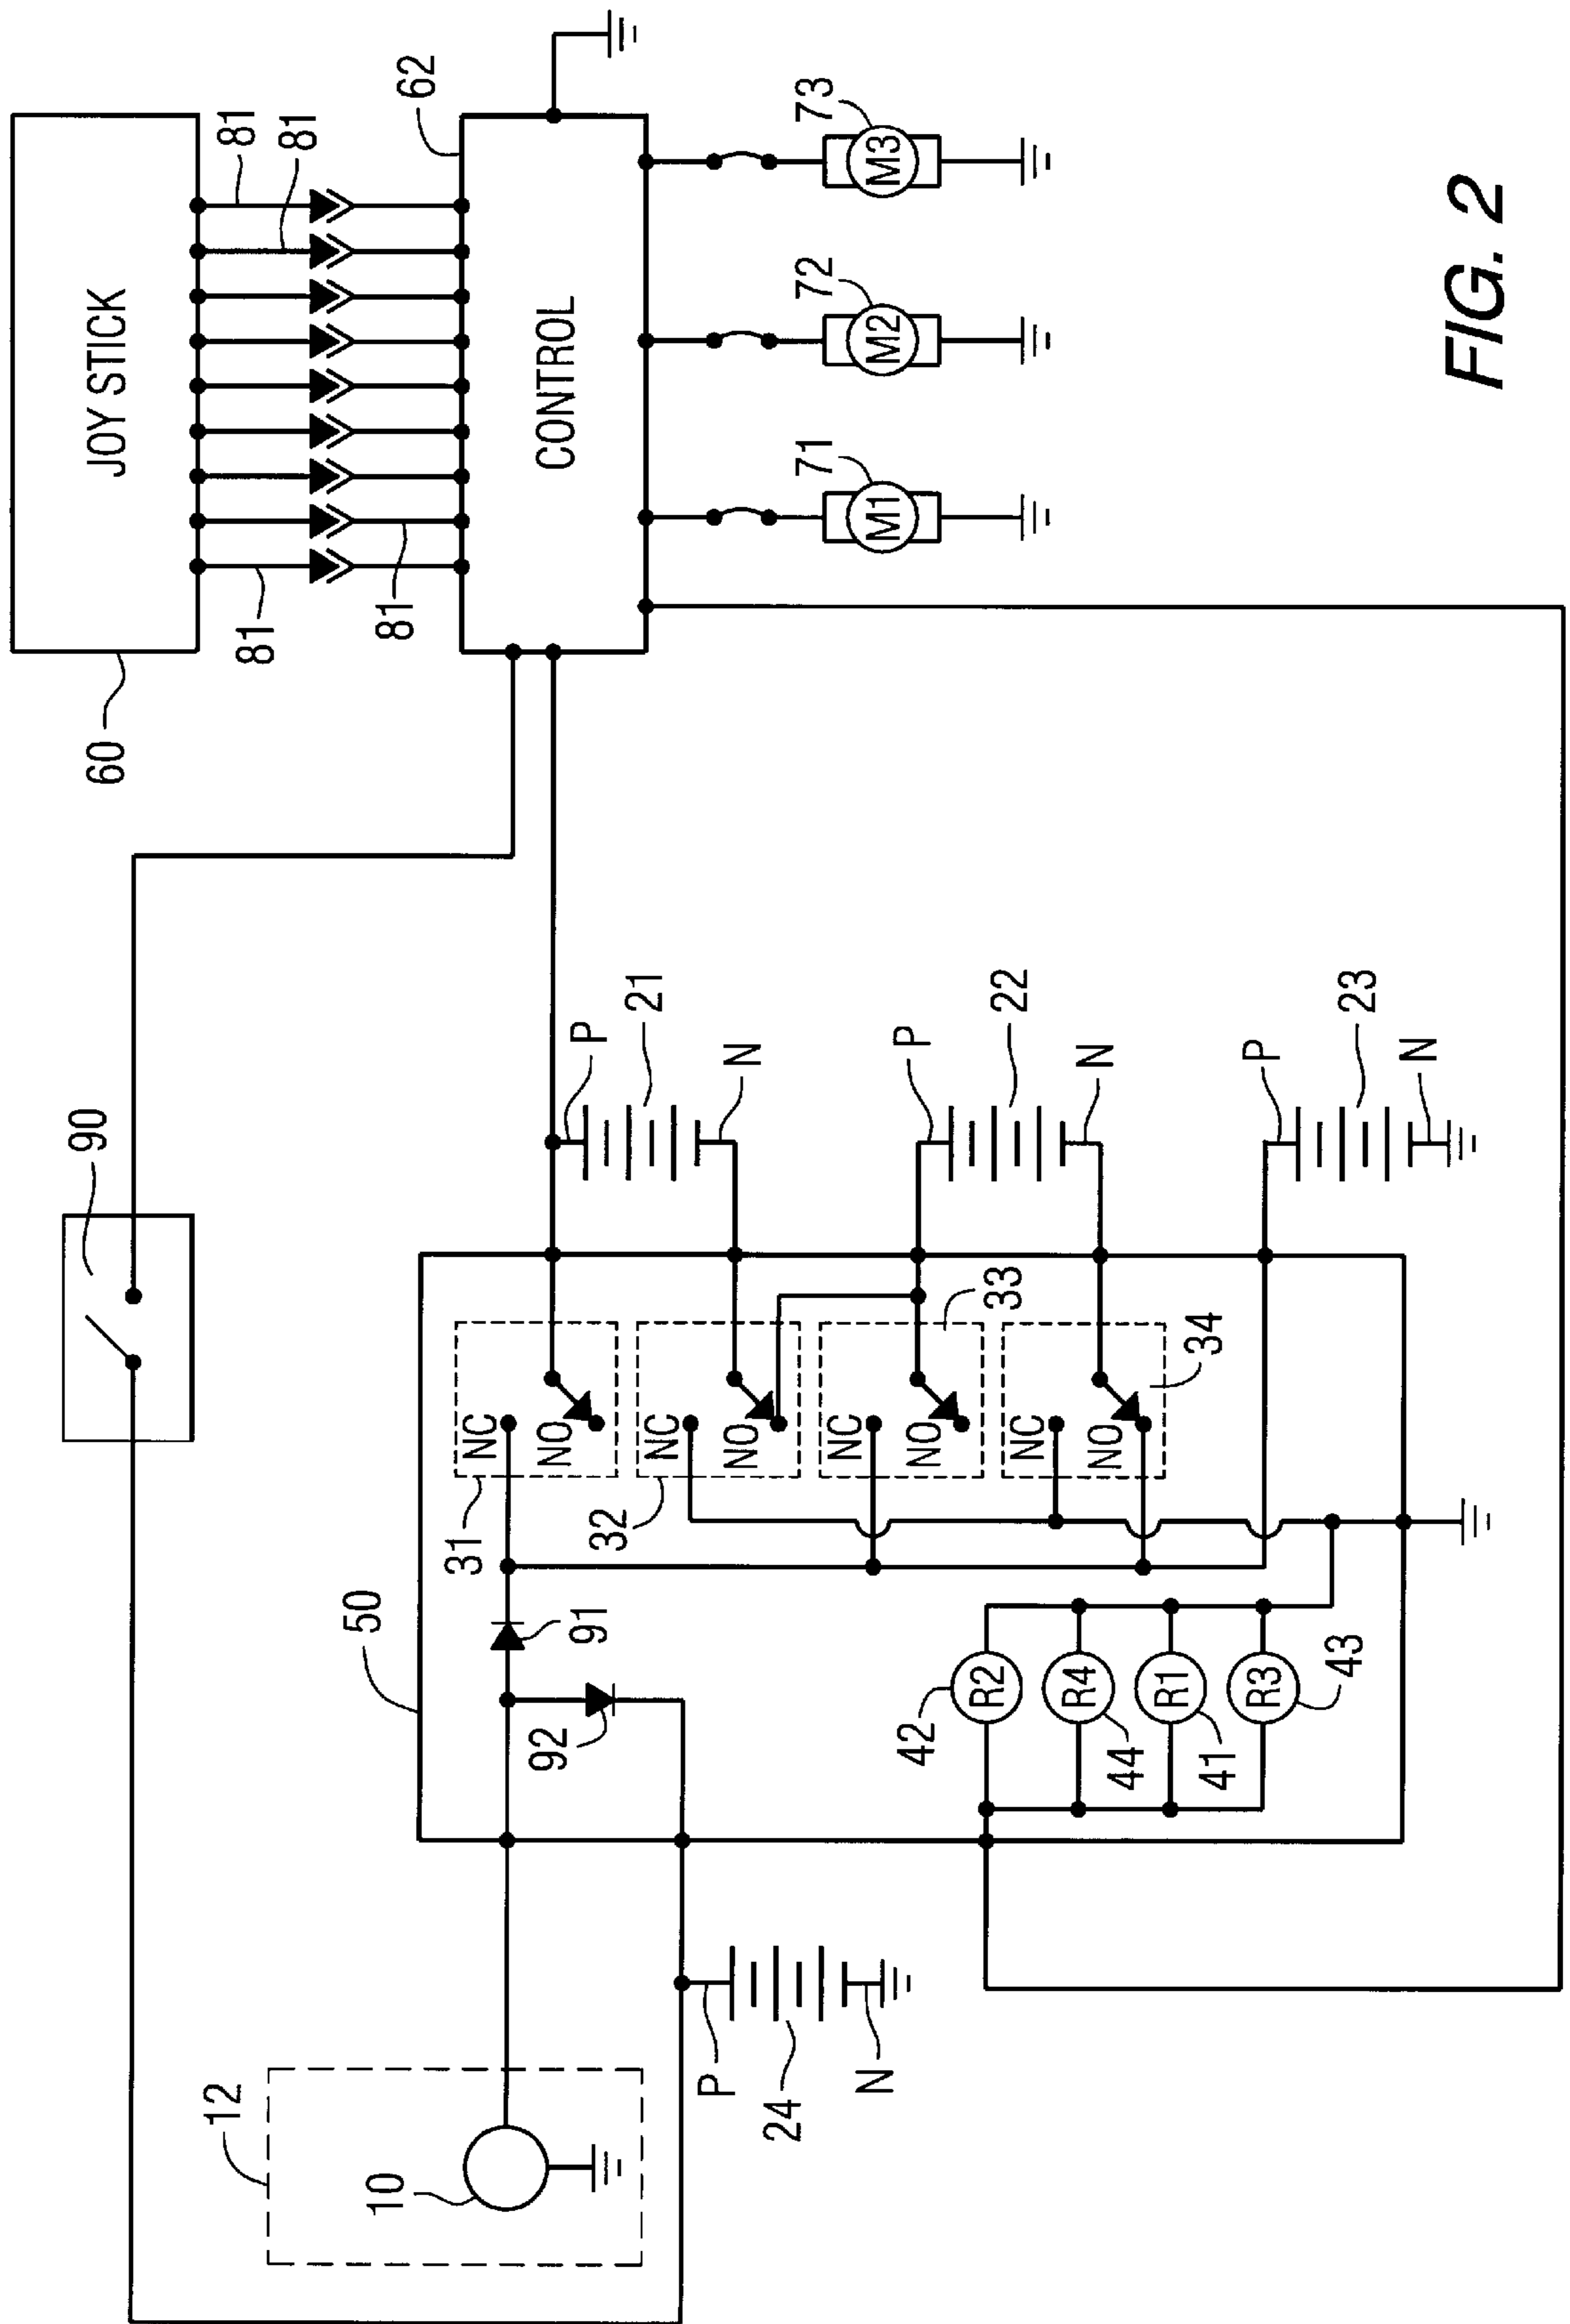 JOY STICK
60
81
81
81
81
62
CONTROL
71
M1
72
M2
73
M3
90
P
21
N
P
22
N
P
23
N
50
31
NC
NO
32
NC
NO
33
NC
NO
34
NC
NO
91
92
42
R2
44
R4
41
R1
43
R3
12
10
P
24
N
FIG. 2